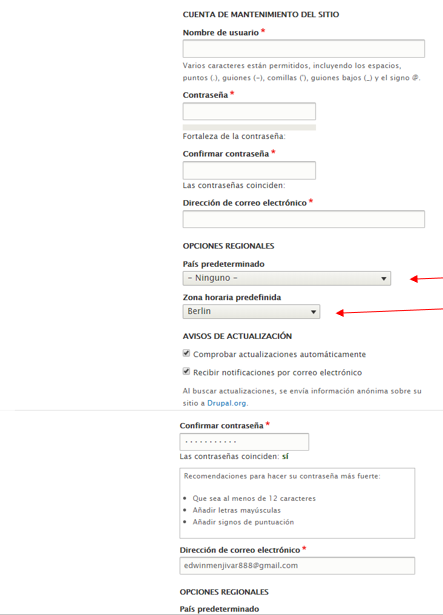 CUENTA DE MANTENIMIENTO DEL SITIO
Nombre de usuario *
Varios caracteres están permitidos, incluyendo los espacios,
puntos (.), guiones (-), comillas ('), guiones bajos (_) y el signo @.
Contraseña *
Fortaleza de la contraseña:
Confirmar contraseña *
Las contraseñas coinciden:
Dirección de correo electrónico *
OPCIONES REGIONALES
País predeterminado
- Ninguno -
Zona horaria predefinida
Berlin
AVISOS DE ACTUALIZACIÓN
Comprobar actualizaciones automáticamente
Recibir notificaciones por correo electrónico
Al buscar actualizaciones, se envía información anónima sobre su
sitio a Drupal.org.
Confirmar contraseña *
Las contraseñas coinciden: sí
Recomendaciones para hacer su contraseña más fuerte:
• Que sea al menos de 12 caracteres
• Añadir letras mayúsculas
• Añadir signos de puntuación
Dirección de correo electrónico *
edwinmenjivar888@gmail.com
OPCIONES REGIONALES
País predeterminado